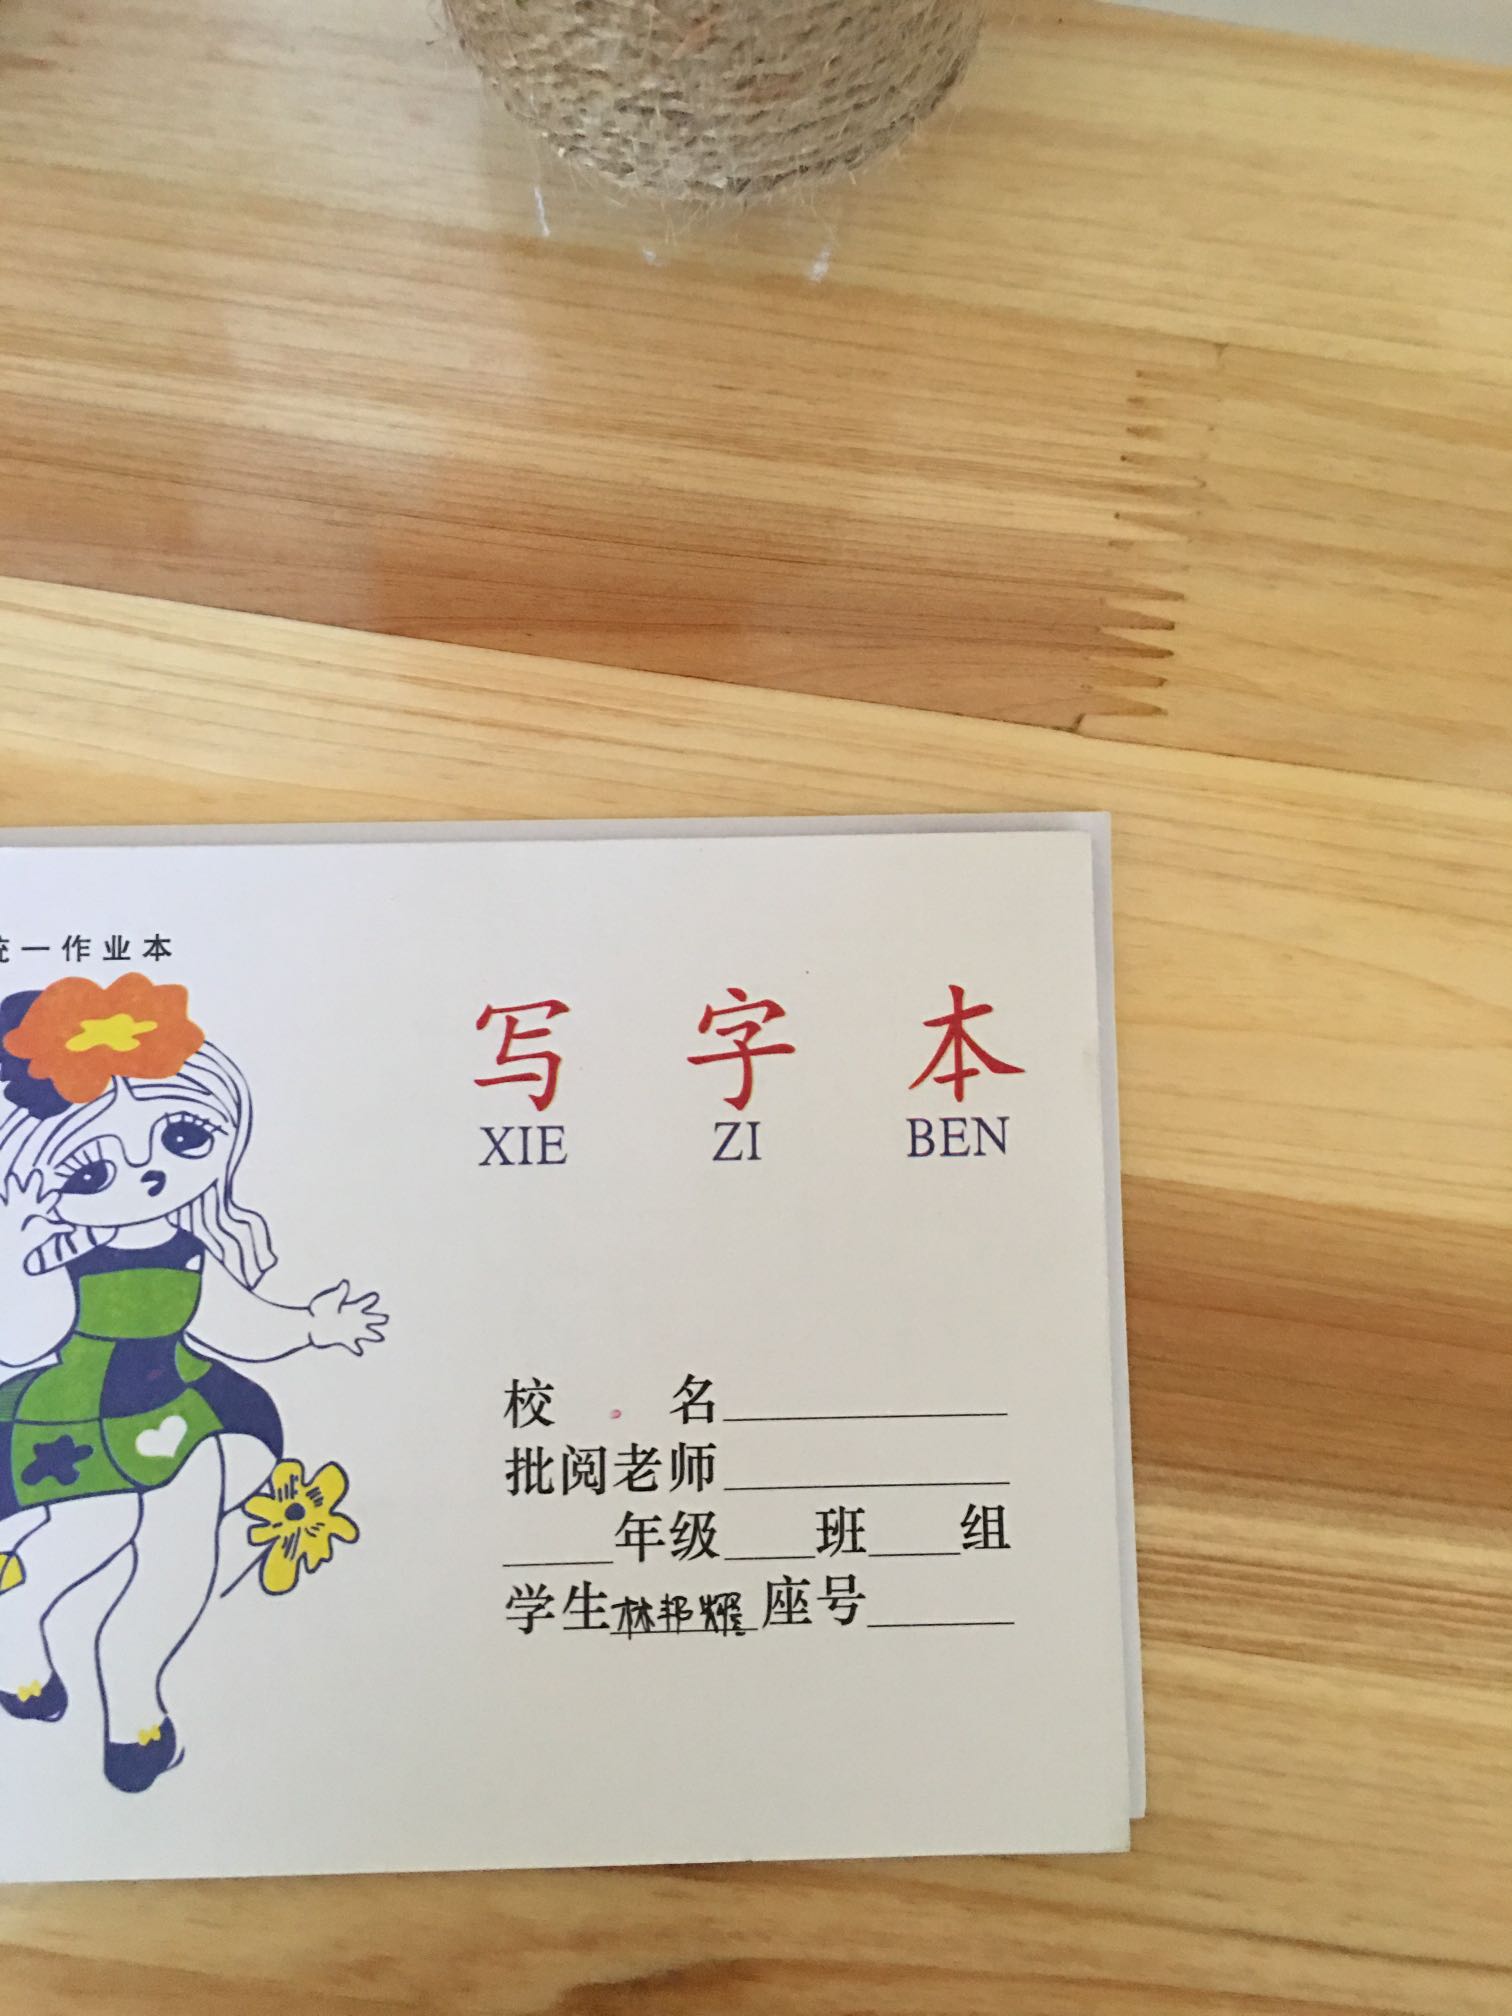 统一作业本
写字本
XIE ZI BEN
校名
批阅老师
年级 班 组
学生林邦耀 座号